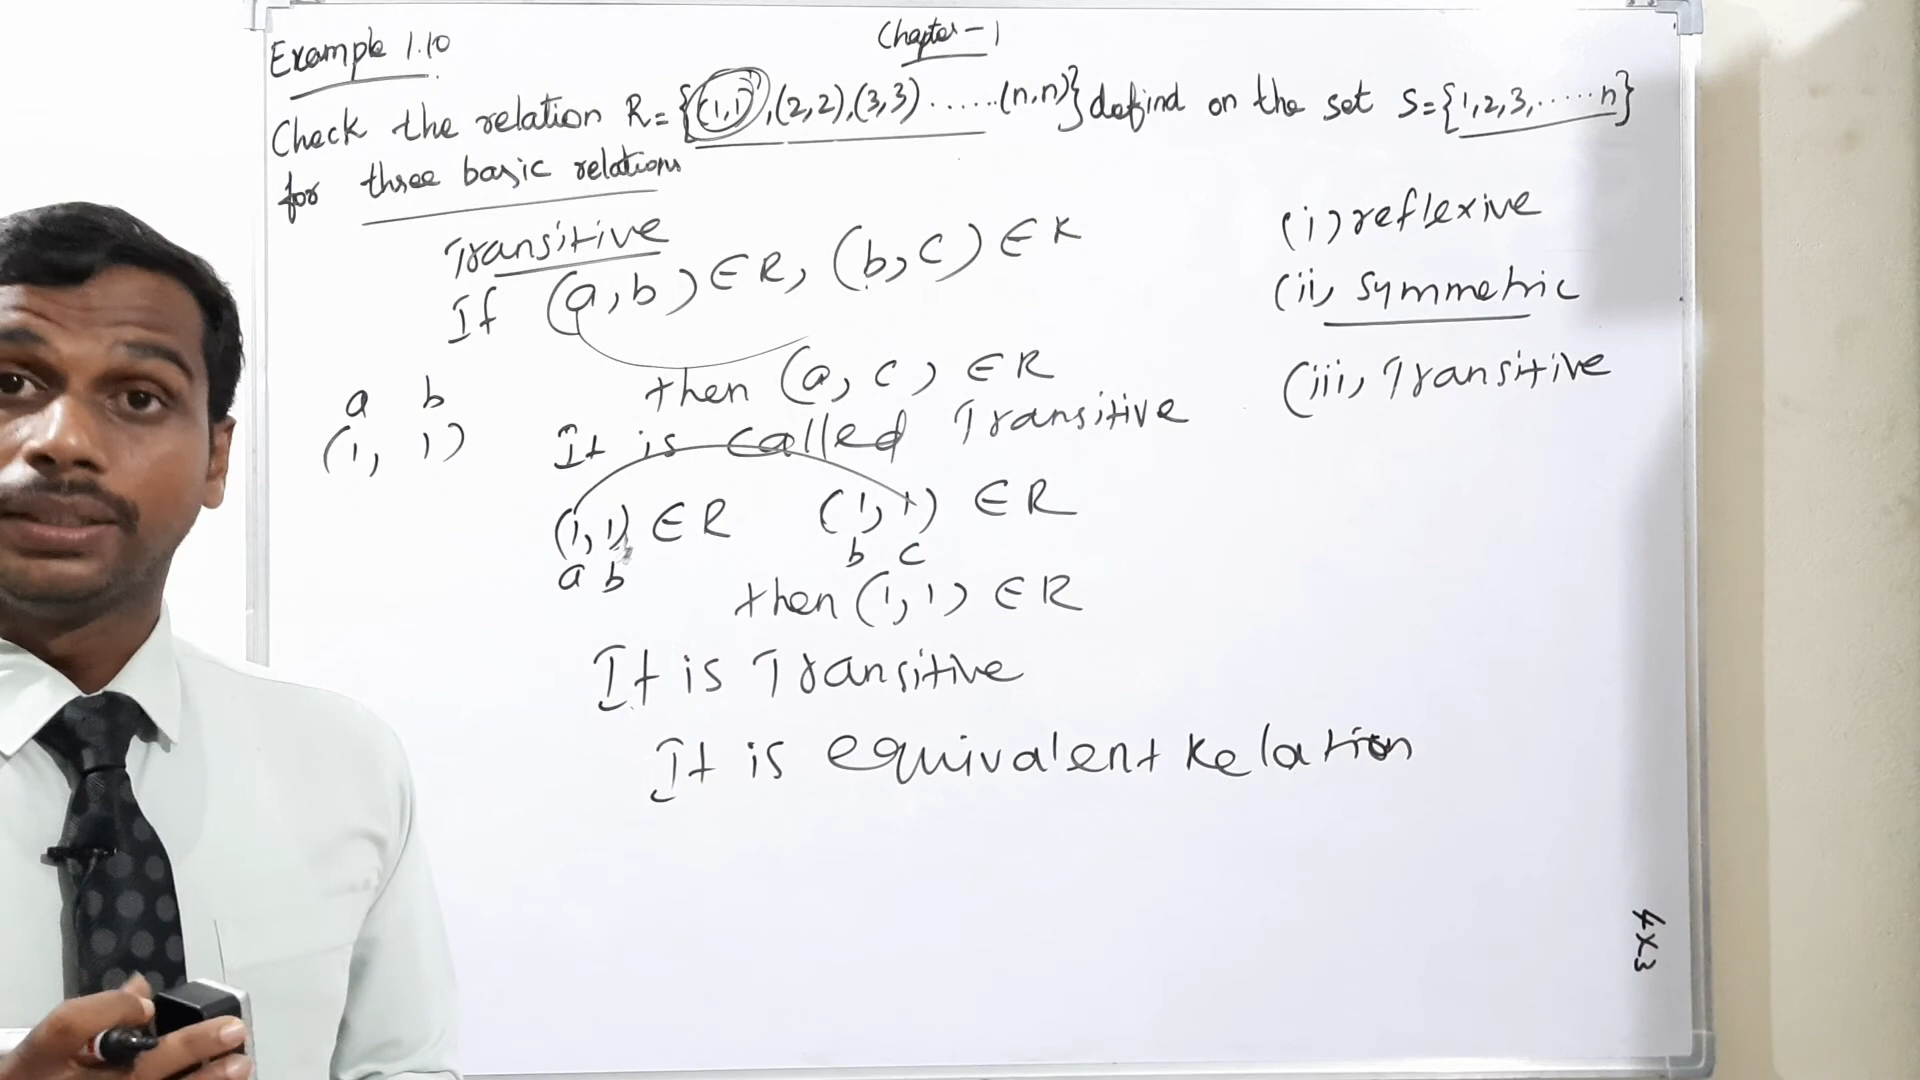 Chapter-1
Example 1.10
Check the relation R={(1,1),(2,2),(3,3).......(n,n)} defind on the set S={1,2,3,.....n}
for three basic relations
Transitive
If (a,b) ∈ R, (b,c) ∈ R
then (a,c) ∈ R
It is called Transitive
a b
(1, 1)
(1,1) ∈ R (1,1) ∈ R
a b b c
then (1,1) ∈ R
It is Transitive
It is equivalent Relation
(i) reflexive
(ii, symmetric
(iii, Transitive
4x3